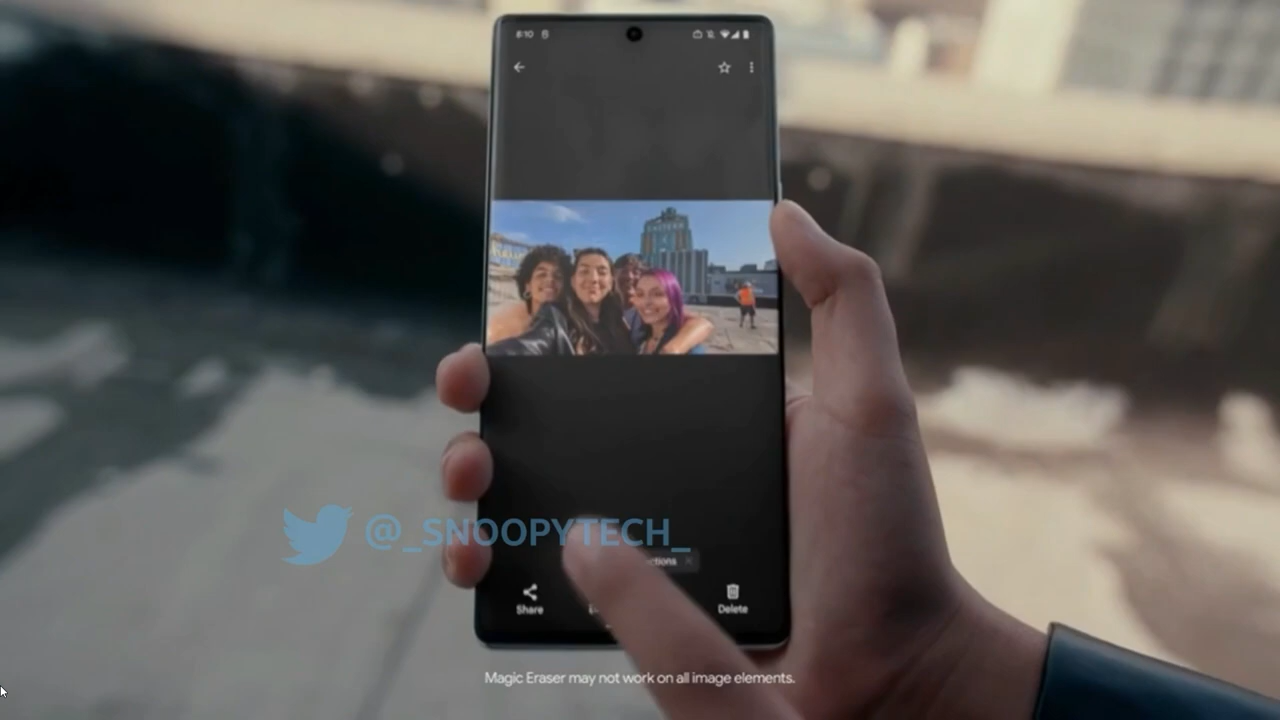 8:10
@_SNOOPYTECH_
Share
Delete
Magic Eraser may not work on all image elements.